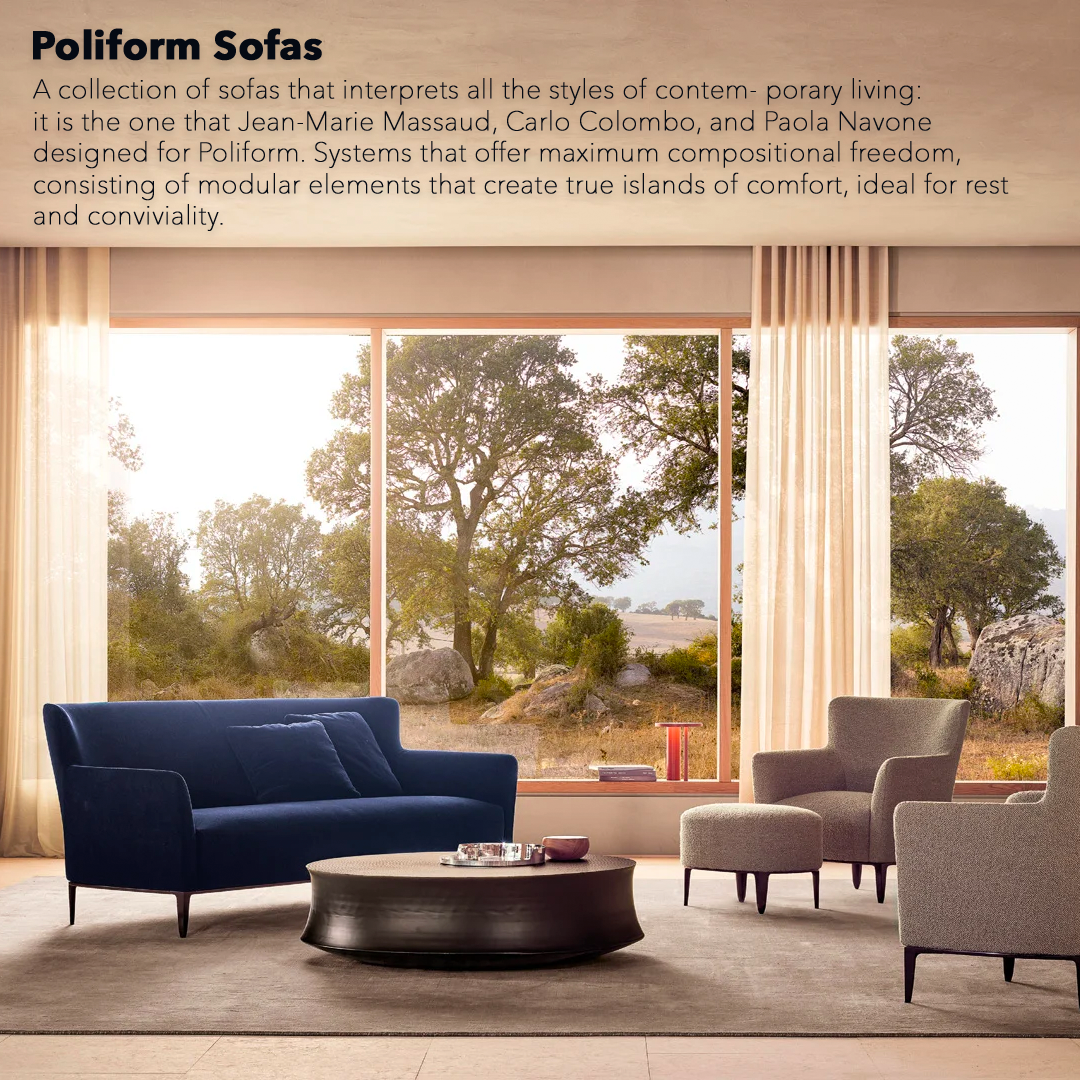 Poliform Sofas
A collection of sofas that interprets all the styles of contem- porary living:
it is the one that Jean-Marie Massaud, Carlo Colombo, and Paola Navone
designed for Poliform. Systems that offer maximum compositional freedom,
consisting of modular elements that create true islands of comfort, ideal for rest
and conviviality.